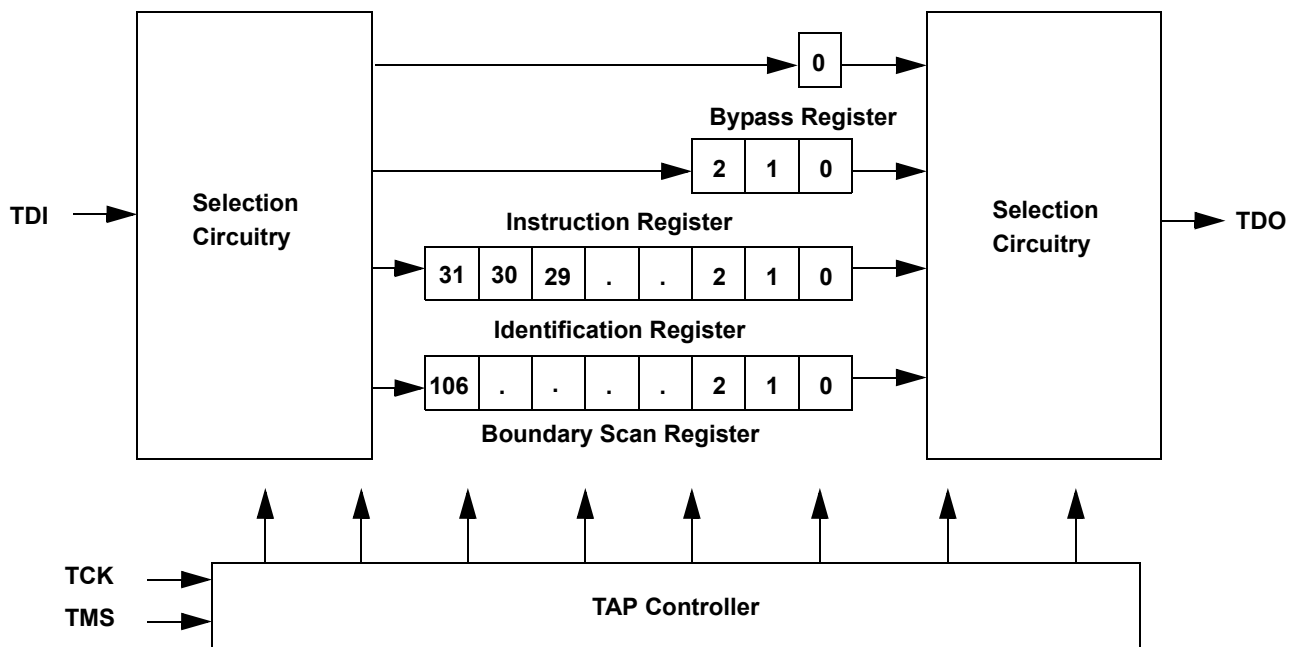 0
Bypass Register
2 1 0
TDI
Selection
Circuitry
Selection
Circuitry
TDO
Instruction Register
31 30 29 . . 2 1 0
Identification Register
106 . . . . 2 1 0
Boundary Scan Register
TCK
TMS
TAP Controller